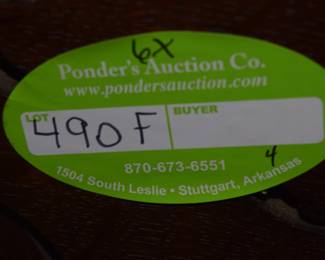 6X
Ponder's Auction Co.
www.pondersauction.com
LOT BUYER
490F
870-673-6551
4
1504 South Leslie • Stuttgart, Arkansas